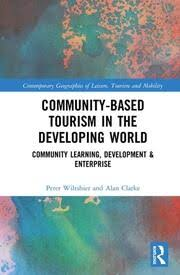 Contemporary Geographies of Leisure, Tourism and Mobility
COMMUNITY-BASED
TOURISM IN THE
DEVELOPING WORLD
COMMUNITY LEARNING, DEVELOPMENT &
ENTERPRISE
Peter Wiltshier and Alan Clarke
R